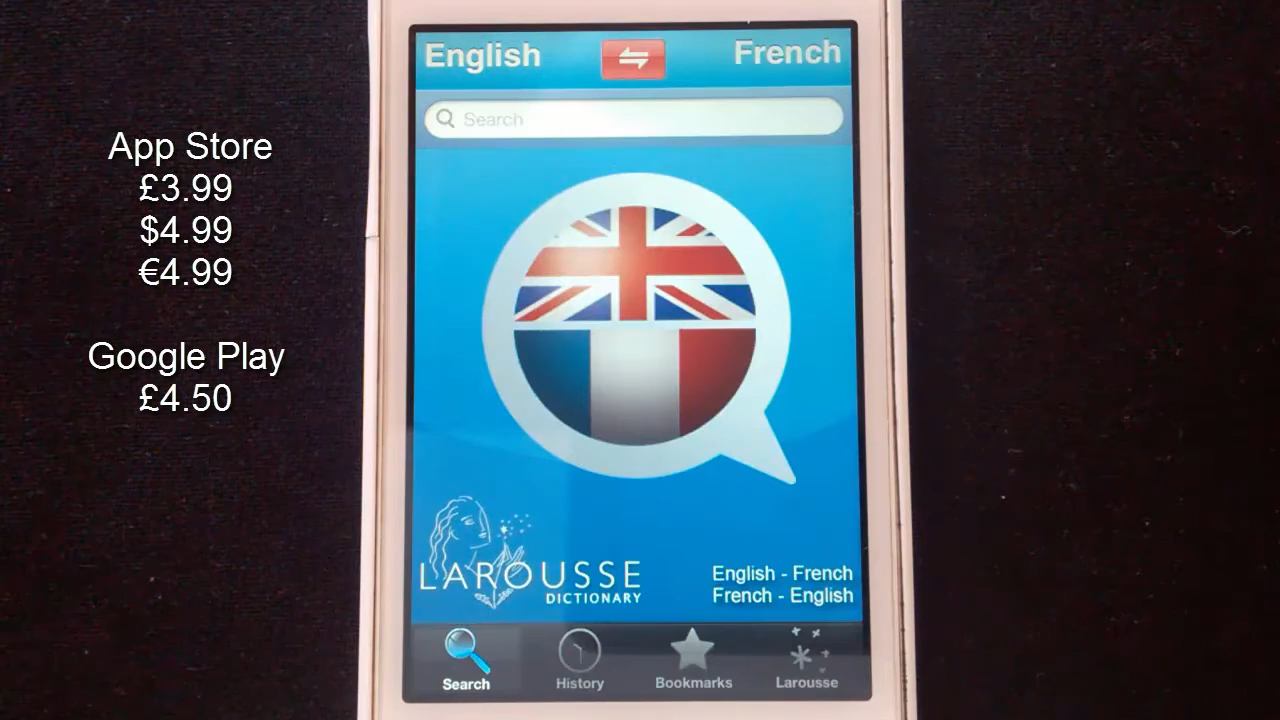 App Store
£3.99
$4.99
€4.99
Google Play
£4.50
English
French
Search
LAROUSSE
DICTIONARY
English - French
French - English
Search
History
Bookmarks
Larousse